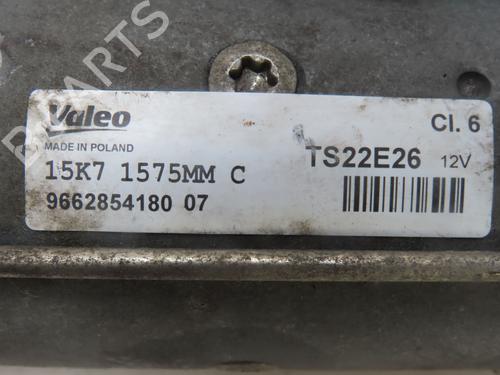 Valeo
Cl. 6
MADE IN POLAND
TS22E26 12V
15K7 1575MM C
9662854180 07